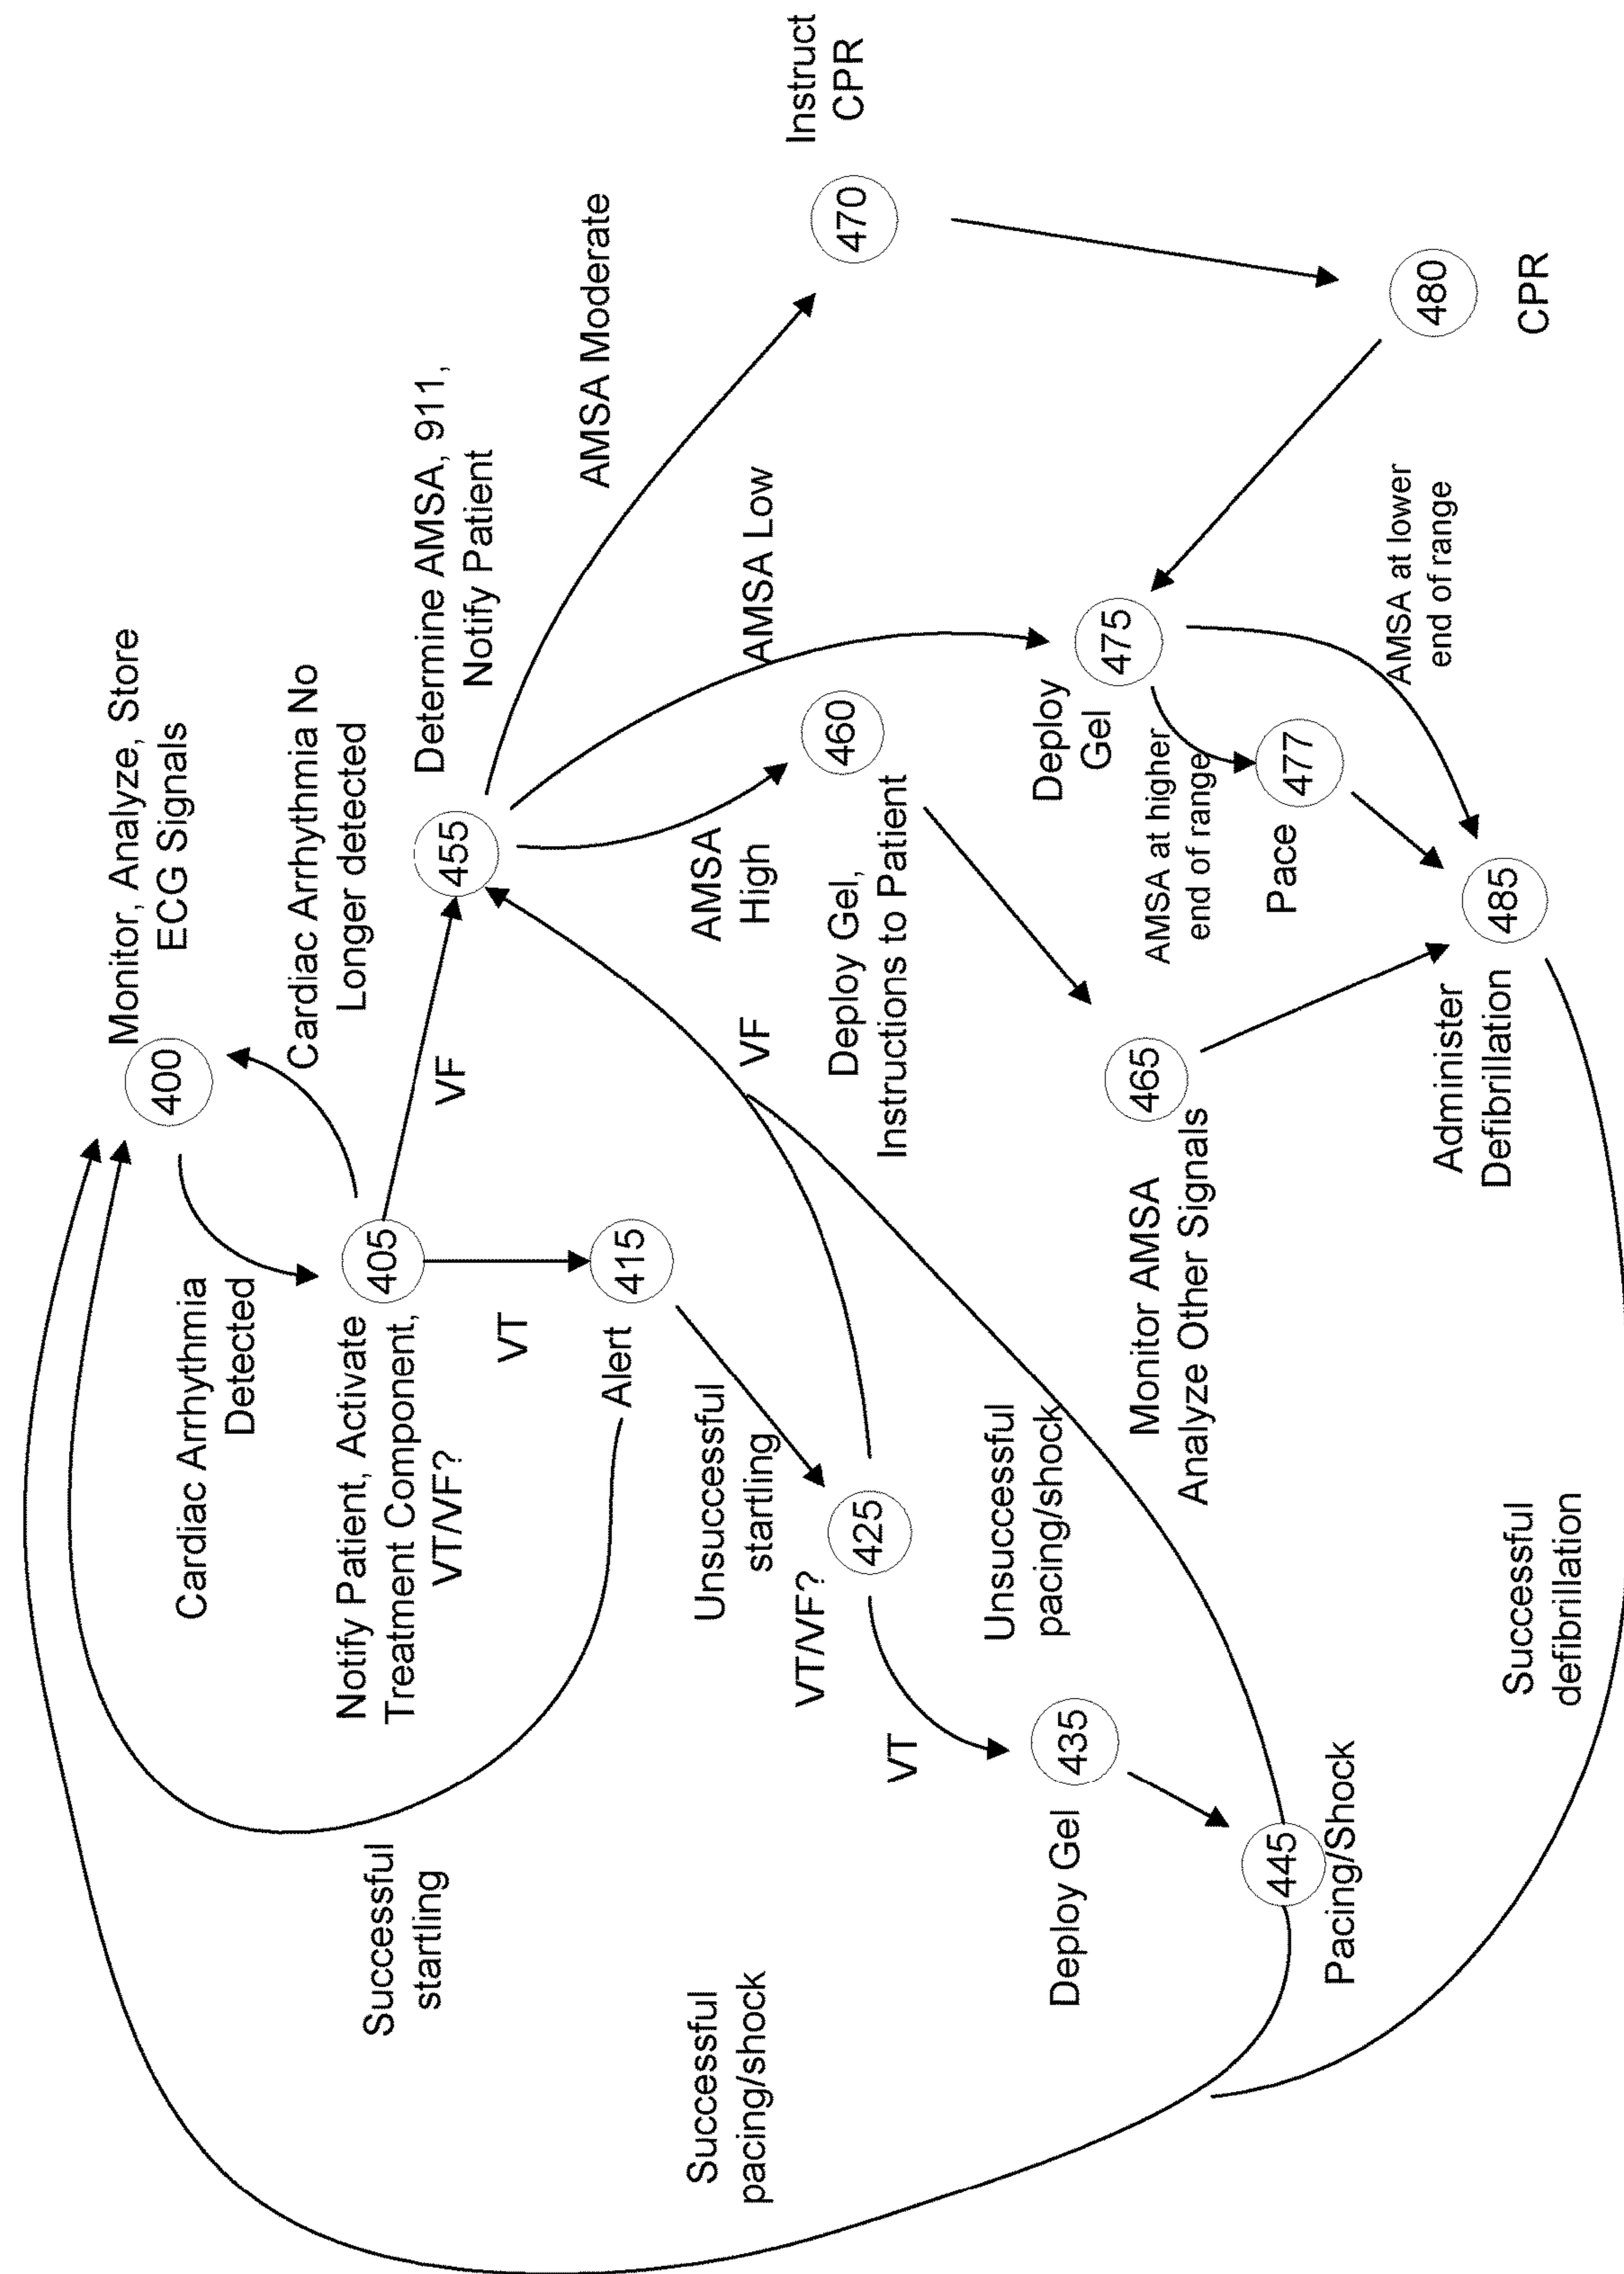 Monitor, Analyze, Store
ECG Signals
400
Cardiac Arrhythmia
Detected
Cardiac Arrhythmia No
Longer detected
405
Notify Patient, Activate
Treatment Component,
VT/VF?
VF
VT
455
Determine AMSA, 911,
Notify Patient
Successful
startling
415
Alert
Unsuccessful
startling
AMSA Moderate
Instruct
CPR
470
AMSA Low
AMSA
High
VF
Successful
pacing/shock
425
VT/VF?
VT
460
Deploy Gel,
Instructions to Patient
Unsuccessful
pacing/shock
435
Deploy Gel
475
Deploy
Gel
465
Monitor AMSA
Analyze Other Signals
AMSA at higher
end of range
477
Pace
445
Pacing/Shock
480
CPR
AMSA at lower
end of range
485
Administer
Defibrillation
Successful
defibrillation